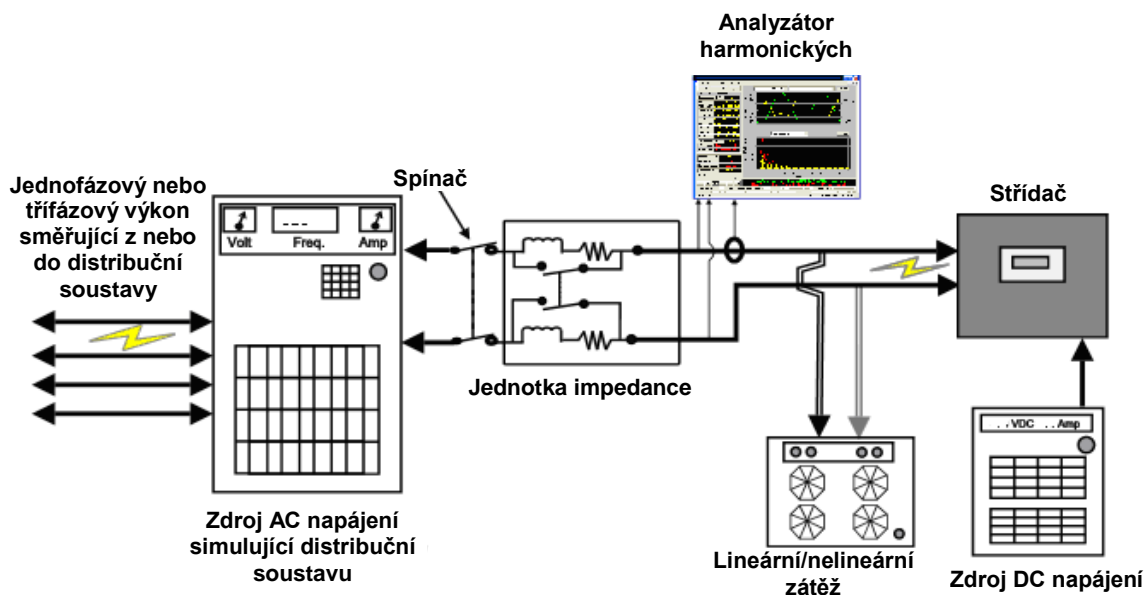 Analyzátor
harmonických
Jednofázový nebo
třífázový výkon
směřující z nebo
do distribuční
soustavy
Spínač
Střídač
Volt
Freq.
Amp
Jednotka impedance
VDC
Amp
Zdroj AC napájení
simulující distribuční
soustavu
Lineární/nelineární
zátěž
Zdroj DC napájení